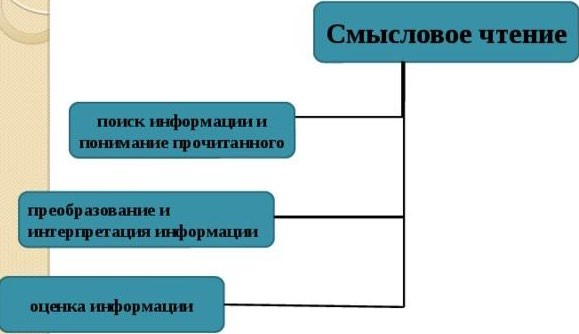 Смысловое чтение
поиск информации и
понимание прочитанного
преобразование и
интерпретация информации
оценка информации